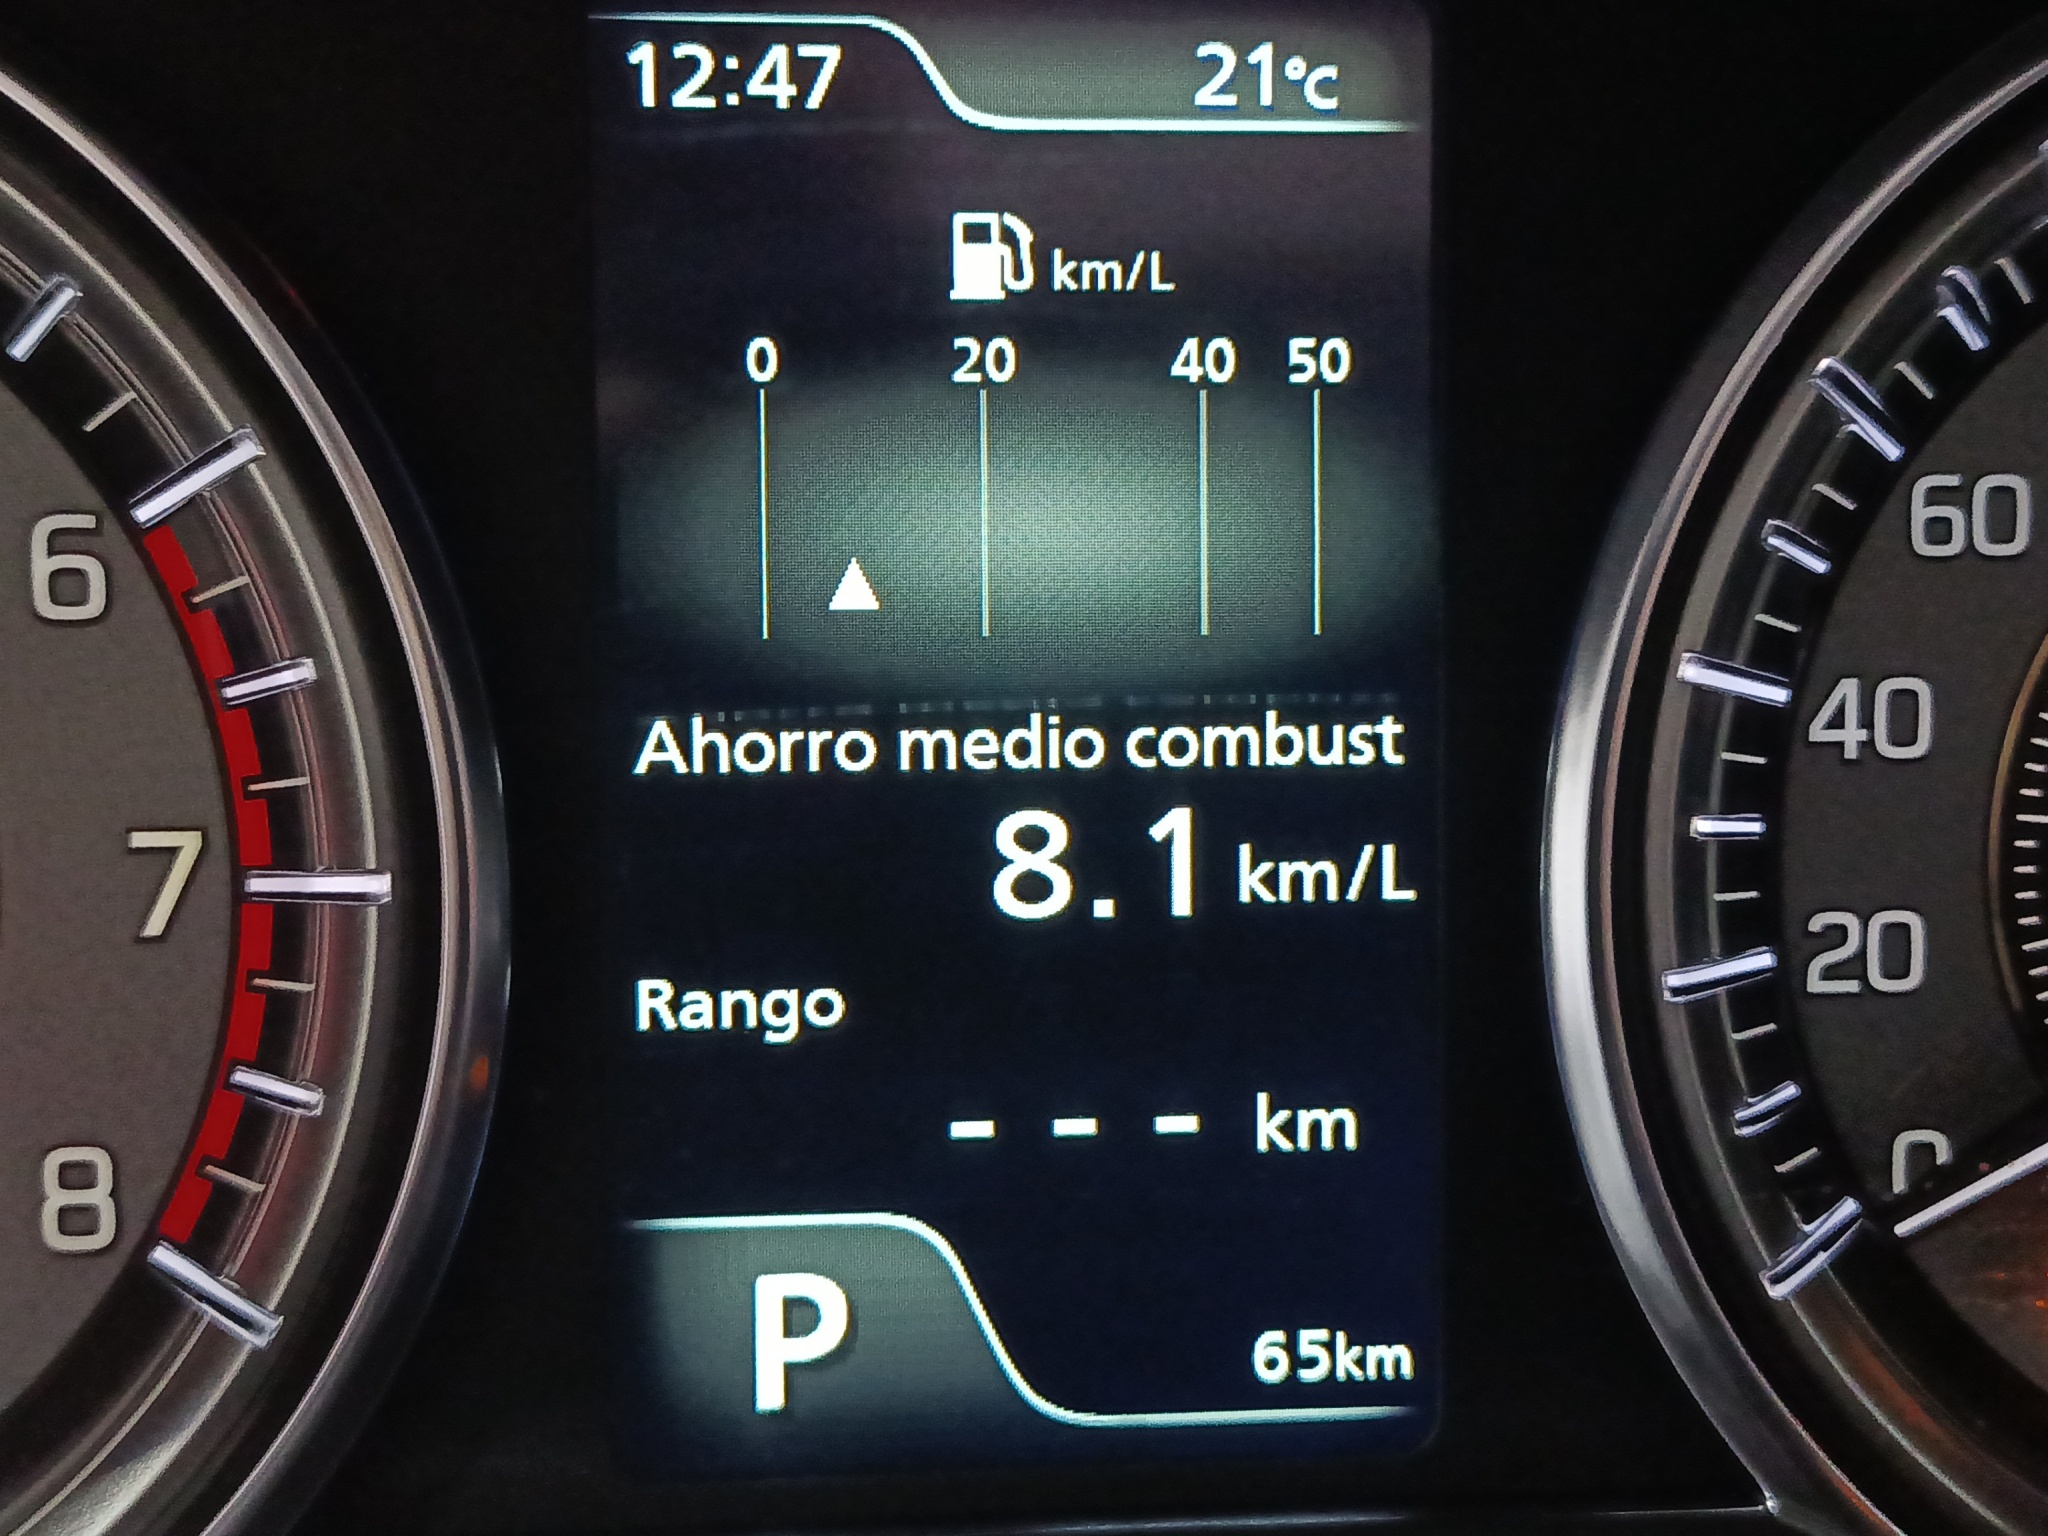 12:47 21°C
km/L
0 20 40 50
Ahorro medio combust
8.1 km/L
Rango
- - - km
P
65km
6
7
8
60
40
20
0